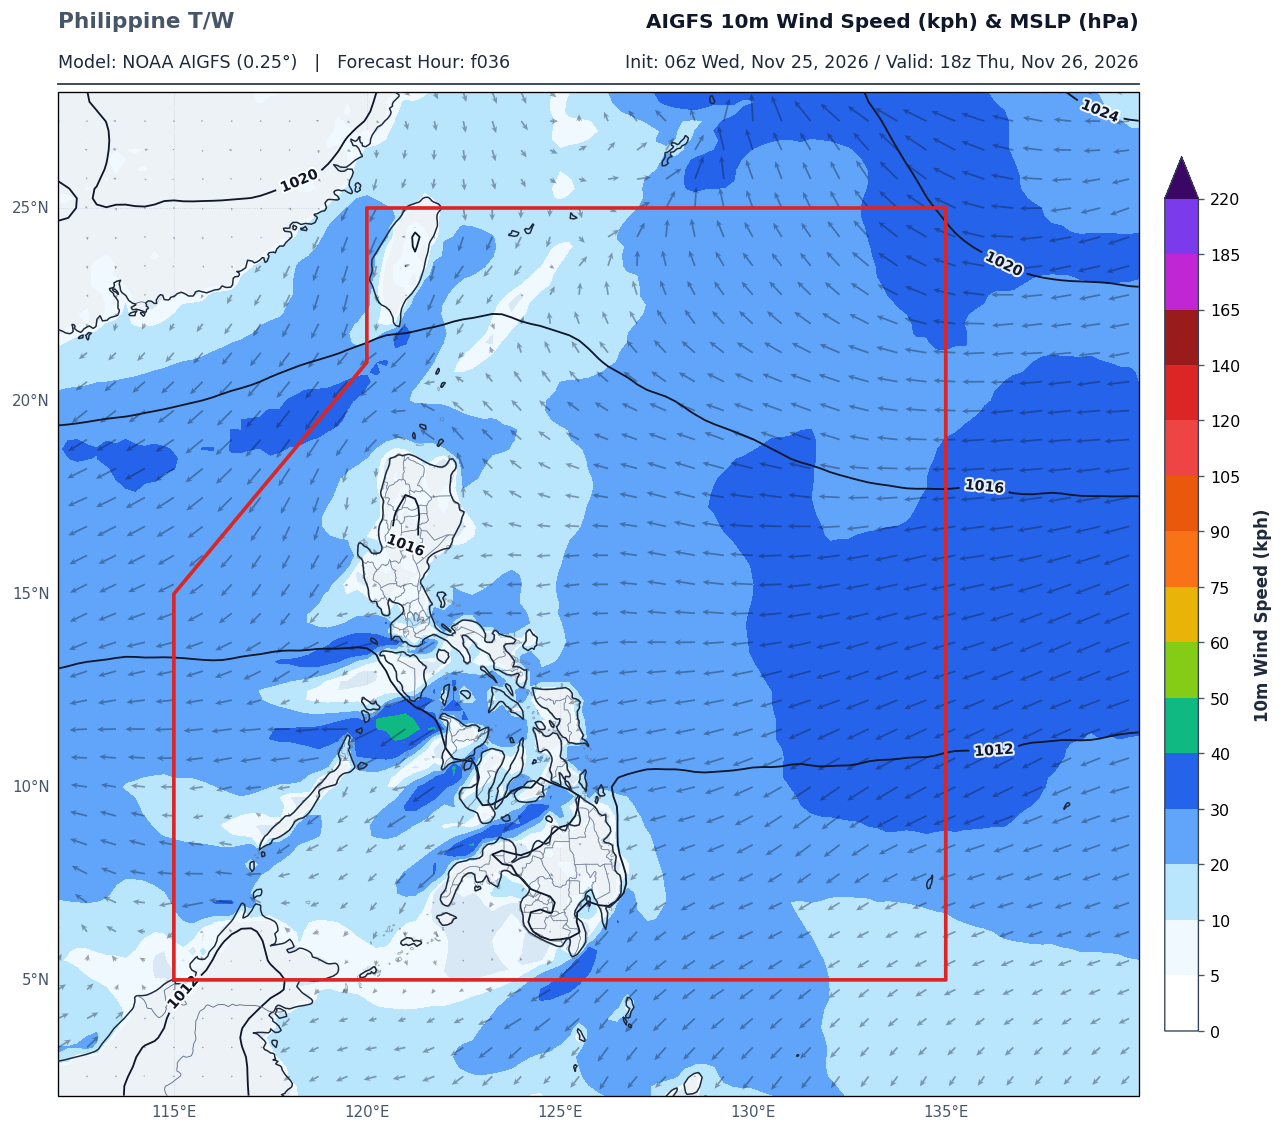 Philippine T/W
AIGFS 10m Wind Speed (kph) & MSLP (hPa)
Model: NOAA AIGFS (0.25°) | Forecast Hour: f036
Init: 06z Wed, Nov 25, 2026 / Valid: 18z Thu, Nov 26, 2026
1024
1020
1020
1016
1016
1012
1012
25°N
20°N
15°N
10°N
5°N
115°E
120°E
125°E
130°E
135°E
220
185
165
140
120
105
90
75
60
50
40
30
20
10
5
0
10m Wind Speed (kph)